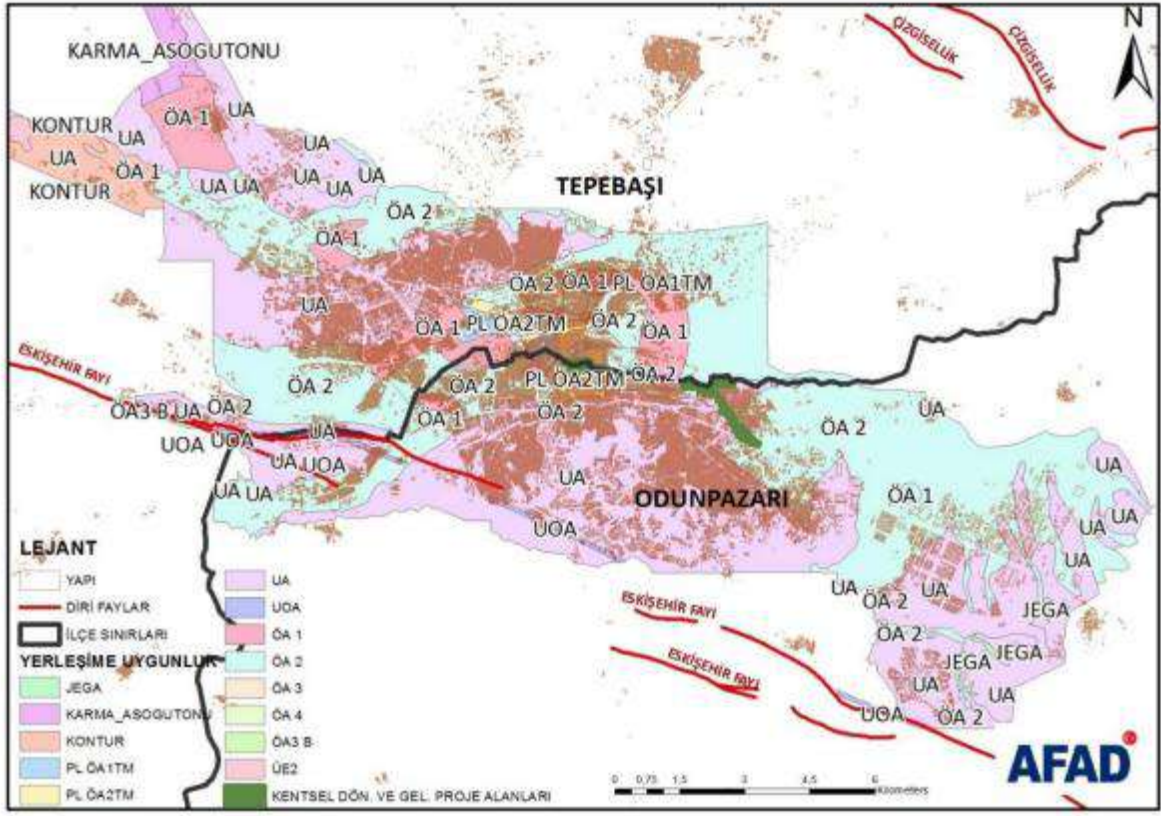 N
ÇİZGİSELLİK
ÇİZGİSELLİK
KARMA_ASOGUTONU
ÖA 1
UA
KONTUR
UA
UA
UA
ÖA 1
UA UA
UA
UA
KONTUR
TEPEBAŞI
ÖA 2
ÖA 1
ÖA 2
ÖA 1
PL ÖA1TM
UA
ÖA 1
PL ÖA2TM
ÖA 2
ÖA 1
ESKİŞEHİR FAYI
ÖA 2
ÖA 2
PL ÖA2TM
ÖA 2
ÖA3 B
UA
ÖA 2
ÖA 1
ÖA 2
UA
ÖA 2
UOA
UOA
UA
UA
UOA
UA
UA
UA
UA
ODUNPAZARI
ÖA 1
UA
UA
UOA
UA
UA
ÖA 2
UA
ESKİŞEHİR FAYI
JEGA
ÖA 2
JEGA
JEGA
ESKİŞEHİR FAYI
UA
UA
UOA
ÖA 2
LEJANT
YAPI
DİRİ FAYLAR
İLÇE SINIRLARI
YERLEŞİME UYGUNLUK
JEGA
KARMA_ASOGUTONU
KONTUR
PL ÖA1TM
PL ÖA2TM
UA
UOA
ÖA 1
ÖA 2
ÖA 3
ÖA 4
ÖA3 B
ÜE2
KENTSEL DÖN. VE GEL. PROJE ALANLARI
0 0,75 1,5 3 4,5 6
Kilometers
AFAD